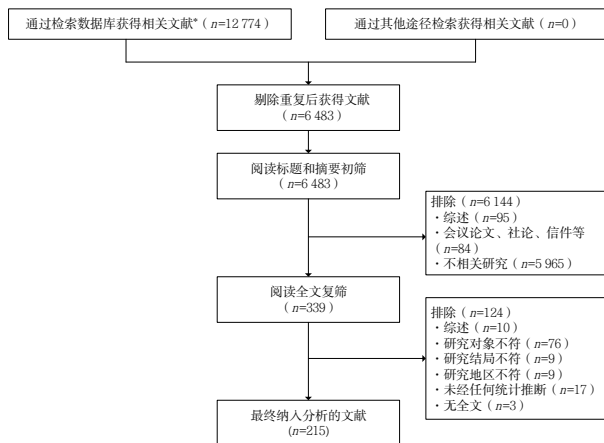 通过检索数据库获得相关文献*（n=12 774）
通过其他途径检索获得相关文献（n=0）
剔除重复后获得文献
（n=6 483）
阅读标题和摘要初筛
（n=6 483）
排除（n=6 144）
·综述（n=95）
·会议论文、社论、信件等
（n=84）
·不相关研究（n=5 965）
阅读全文复筛
（n=339）
排除（n=124）
·综述（n=10）
·研究对象不符（n=76）
·研究结局不符（n=9）
·研究地区不符（n=9）
·未经任何统计推断（n=17）
·无全文（n=3）
最终纳入分析的文献
(n=215)